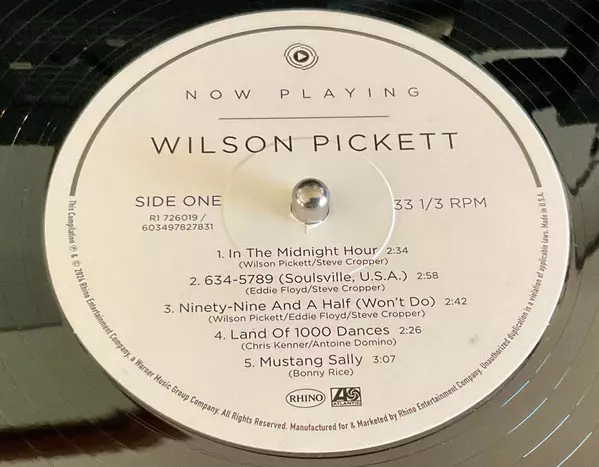 NOW PLAYING
WILSON PICKETT
SIDE ONE
33 1/3 RPM
R1 726019 /
603497827831
1. In The Midnight Hour 2:34
(Wilson Pickett/Steve Cropper)
2. 634-5789 (Soulsville, U.S.A.) 2:58
(Eddie Floyd/Steve Cropper)
3. Ninety-Nine And A Half (Won't Do) 2:42
(Wilson Pickett/Eddie Floyd/Steve Cropper)
4. Land Of 1000 Dances 2:26
(Chris Kenner/Antoine Domino)
5. Mustang Sally 3:07
(Bonny Rice)
RHINO
ATLANTIC
This Compilation ℗ & © 2024 Rhino Entertainment Company, a Warner Music Group Company. All Rights Reserved. Manufactured for & Marketed by Rhino Entertainment Company. Unauthorized duplication is a violation of applicable laws. Made in U.S.A.